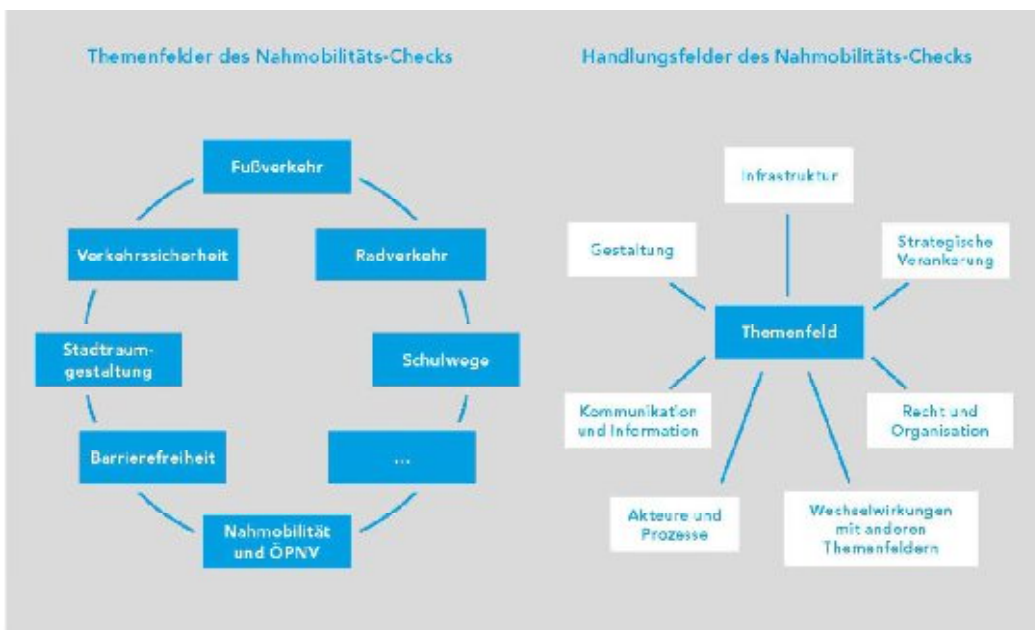 Themenfelder des Nahmobilitäts-Checks
Fußverkehr
Radverkehr
Schulwege
...
Nahmobilität
und ÖPNV
Barrierefreiheit
Stadtraum-
gestaltung
Verkehrssicherheit
Handlungsfelder des Nahmobilitäts-Checks
Infrastruktur
Strategische
Verankerung
Recht und
Organisation
Wechselwirkungen
mit anderen
Themenfeldern
Akteure und
Prozesse
Kommunikation
und Information
Gestaltung
Themenfeld